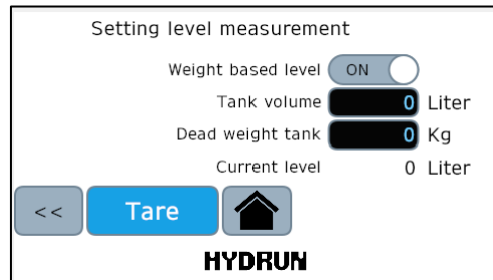 Setting level measurement
Weight based level ON
Tank volume 0 Liter
Dead weight tank 0 Kg
Current level 0 Liter
<< Tare
HYDRUN